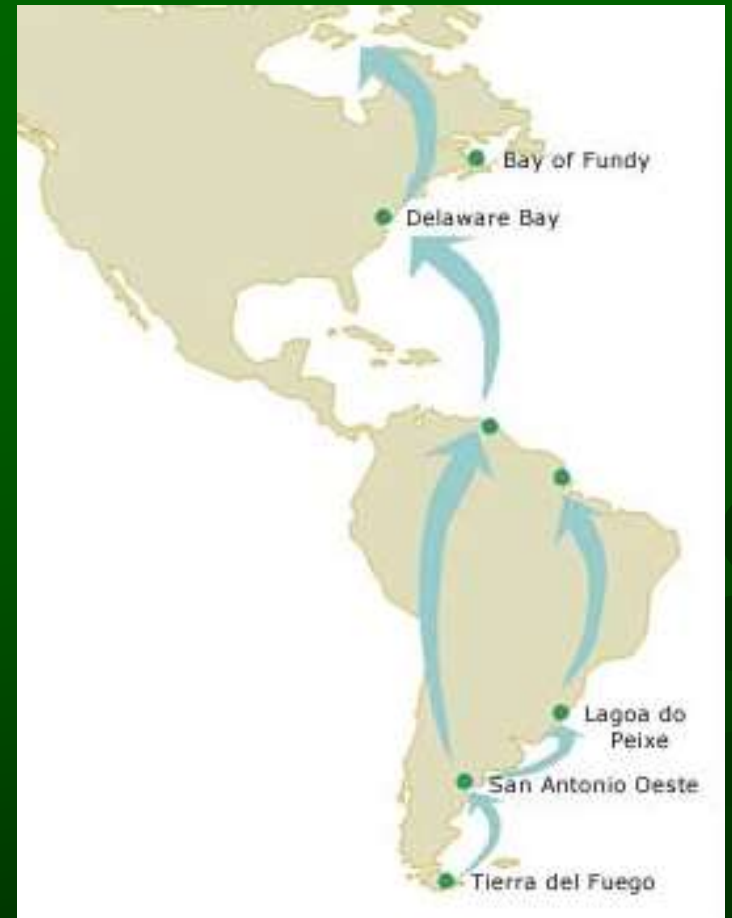 Bay of Fundy
Delaware Bay
Lagoa do
Peixe
San Antonio Oeste
Tierra del Fuego